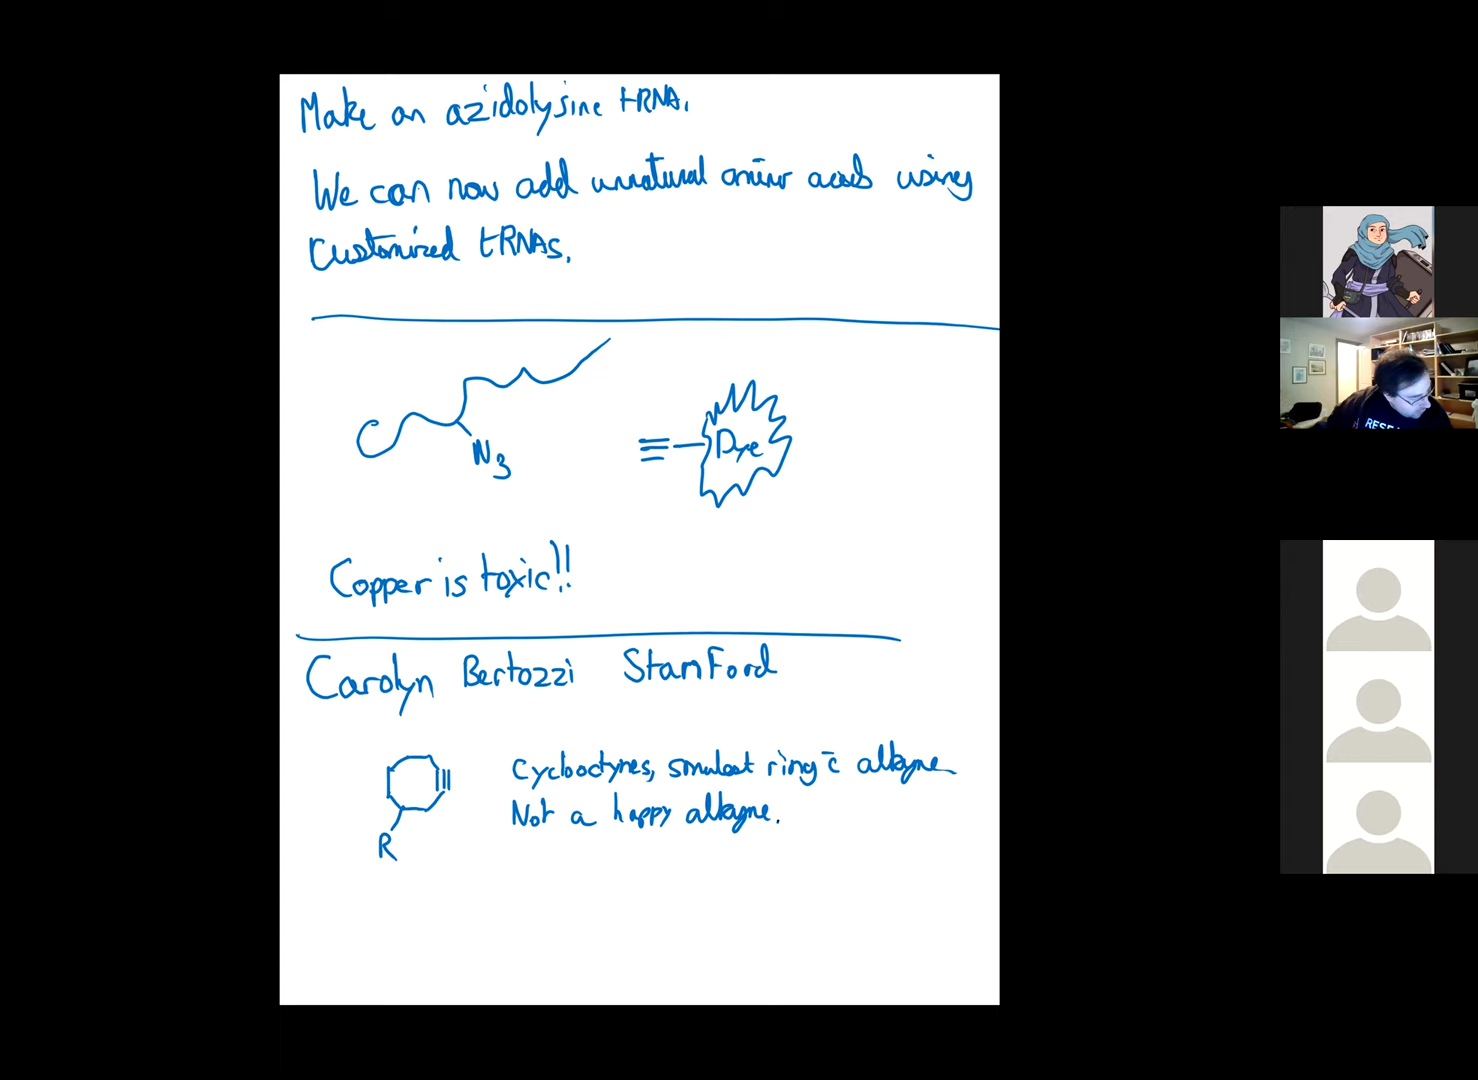 Make an azidolysine tRNA.
We can now add unnatural amino acids using
customized tRNAs.
N3
Dye
Copper is toxic!!
Carolyn Bertozzi Stanford
Cyclooctynes, smallest ring c̄ alkyne
Not a happy alkyne.
R
RESEA